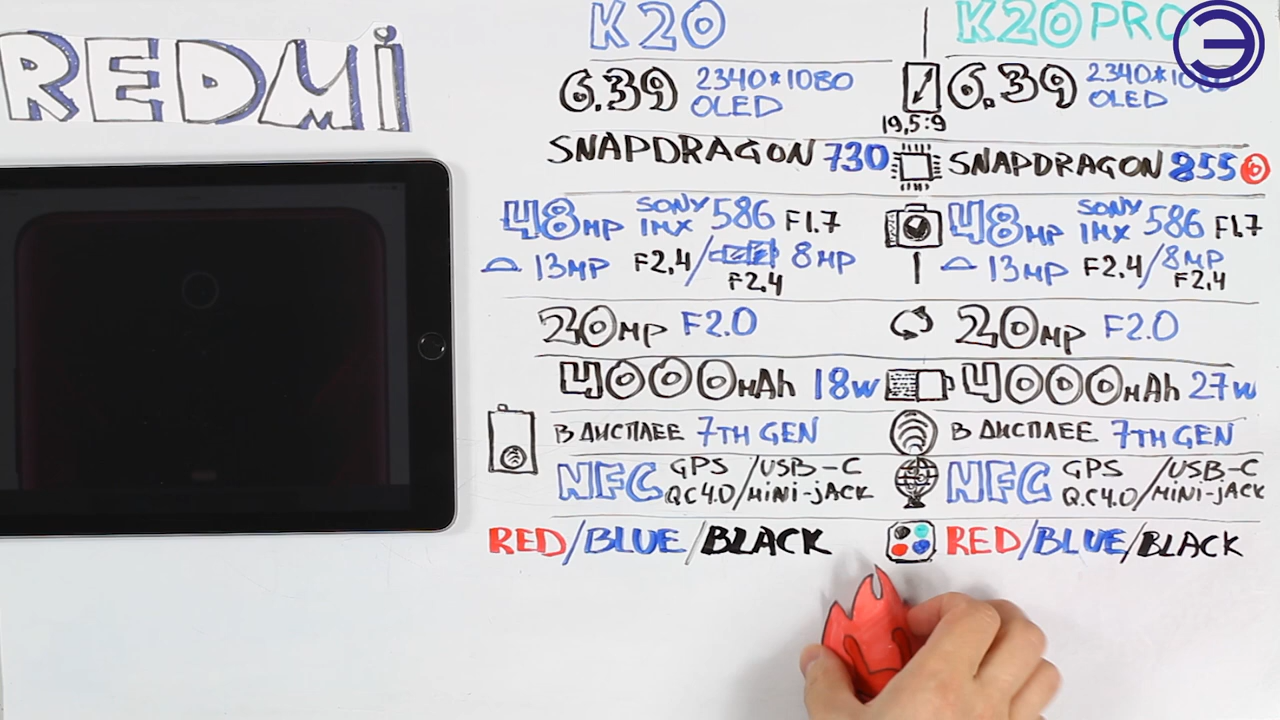 REDMI
K20 K20 PRO
6.39 2340*1080 OLED 19,5:9 6.39 2340*1080 OLED
SNAPDRAGON 730 SNAPDRAGON 855
48MP SONY IMX 586 F1.7 48MP SONY IMX 586 F1.7
13MP F2,4/ 8MP F2,4 13MP F2,4/8MP F2,4
20MP F2.0 20MP F2.0
4000mAh 18W 4000mAh 27W
В ДИСПЛЕЕ 7TH GEN В ДИСПЛЕЕ 7TH GEN
NFC GPS/USB-C QC4.0/MINI-JACK NFC GPS/USB-C Q.C4.0/MINI-JACK
RED/BLUE/BLACK RED/BLUE/BLACK
Э